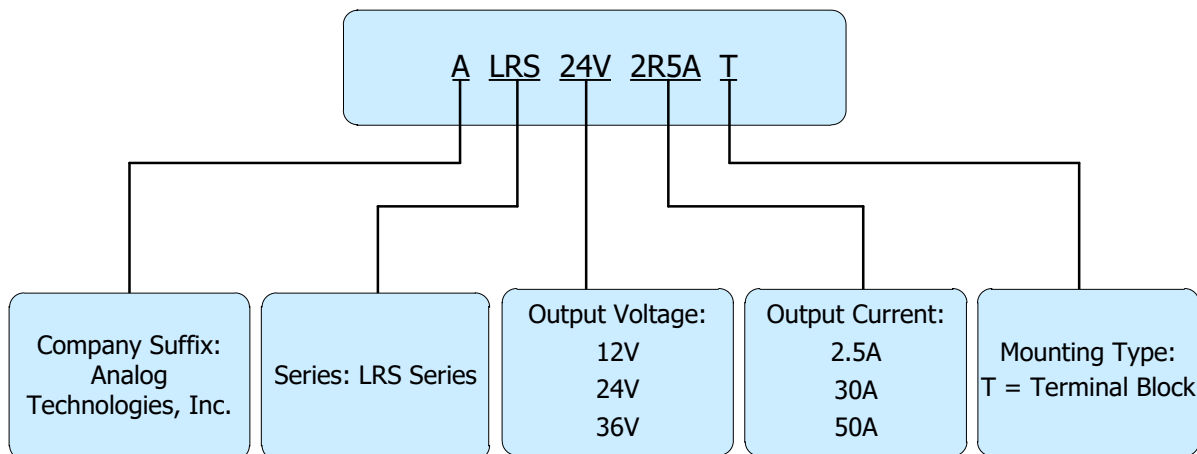 A LRS 24V 2R5A T
Company Suffix:
Analog
Technologies, Inc.
Series: LRS Series
Output Voltage:
12V
24V
36V
Output Current:
2.5A
30A
50A
Mounting Type:
T = Terminal Block